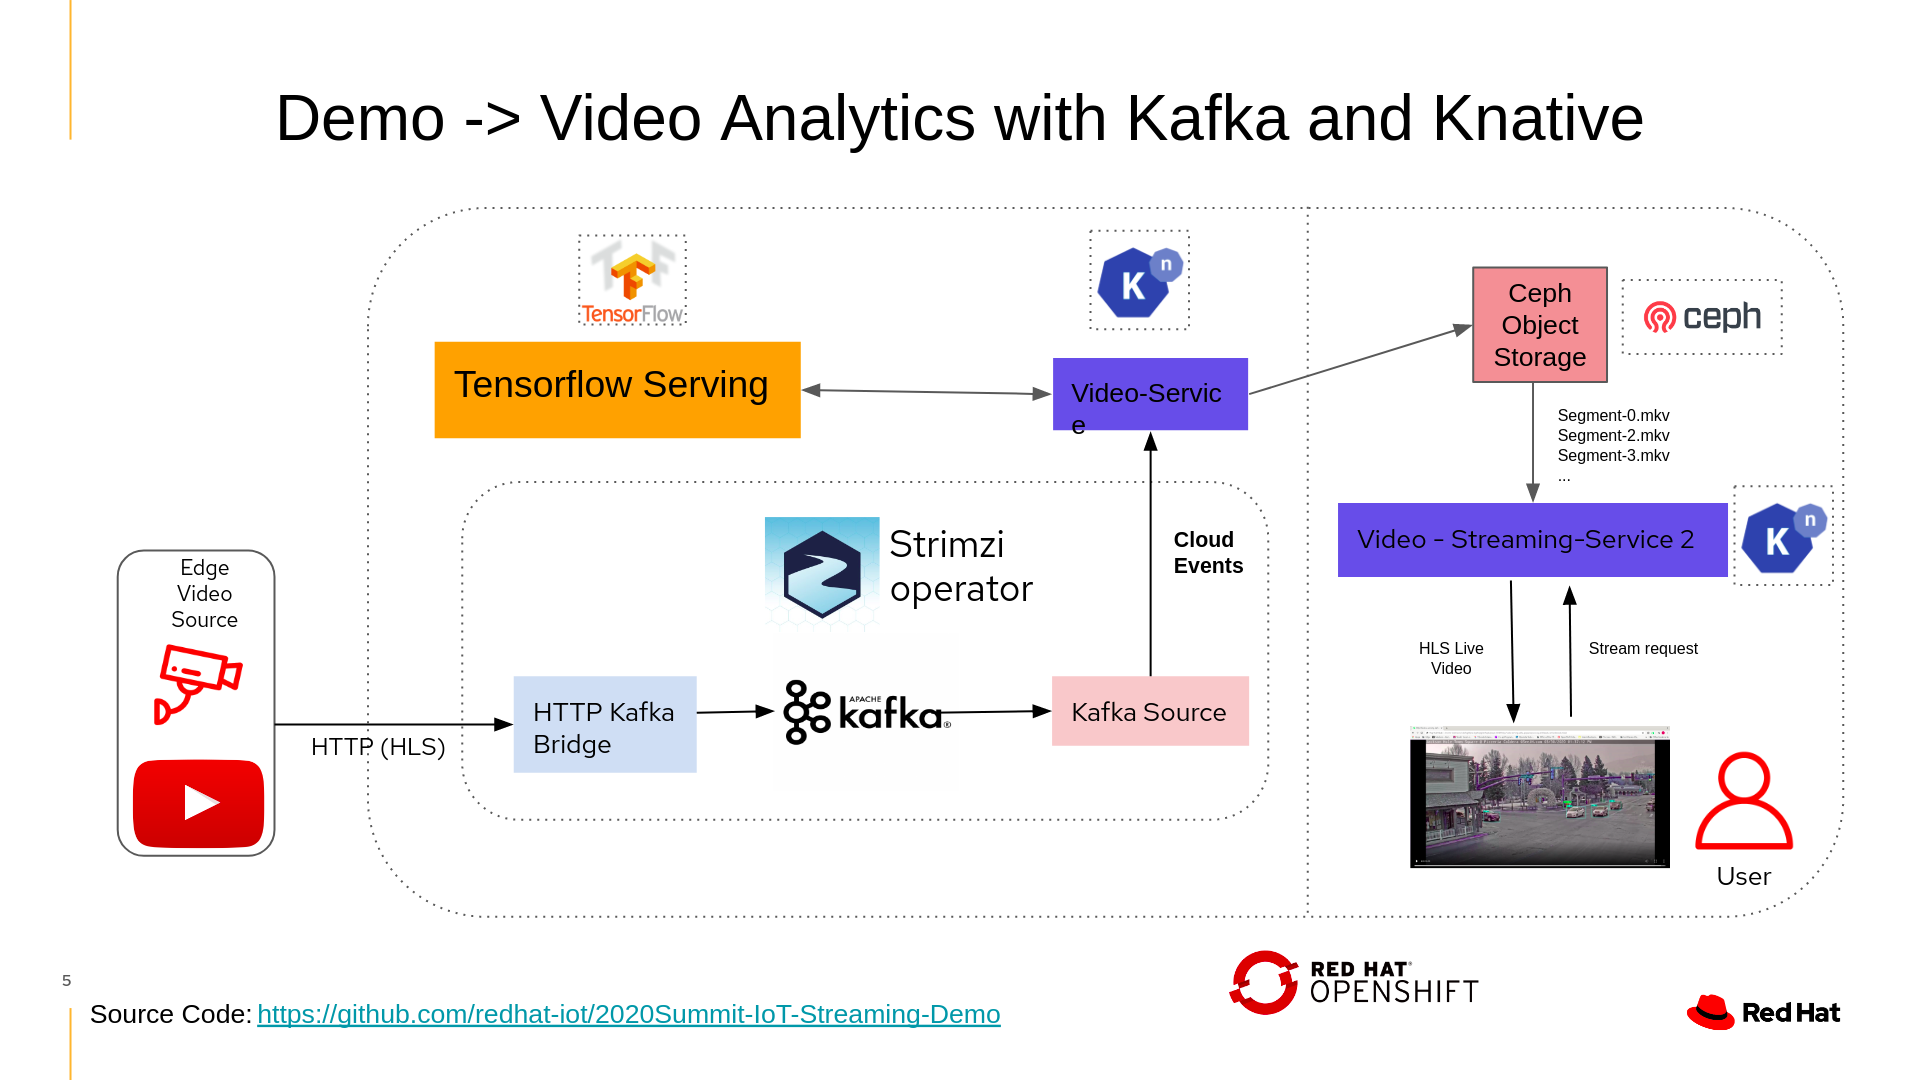 Demo -> Video Analytics with Kafka and Knative
TensorFlow
Tensorflow Serving
K n
Video-Servic
e
Ceph
Object
Storage
ceph
Segment-0.mkv
Segment-2.mkv
Segment-3.mkv
...
Video - Streaming-Service 2
K n
Strimzi
operator
Cloud
Events
Edge
Video
Source
HTTP (HLS)
HTTP Kafka
Bridge
APACHE
kafka®
Kafka Source
HLS Live
Video
Stream request
User
5
Source Code: https://github.com/redhat-iot/2020Summit-IoT-Streaming-Demo
RED HAT®
OPENSHIFT
Red Hat